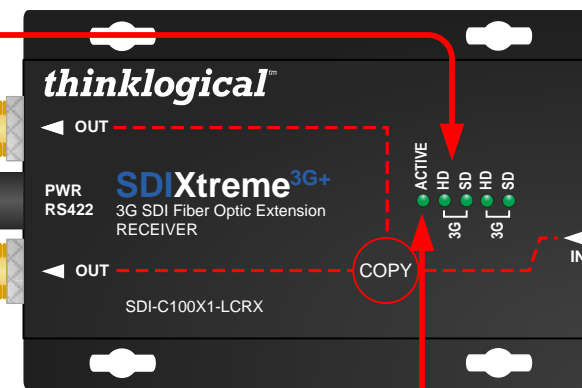 thinklogical™
OUT
PWR
RS422
SDIXtreme3G+
3G SDI Fiber Optic Extension
RECEIVER
OUT
COPY
SDI-C100X1-LCRX
ACTIVE
HD
SD
HD
SD
3G
3G
IN